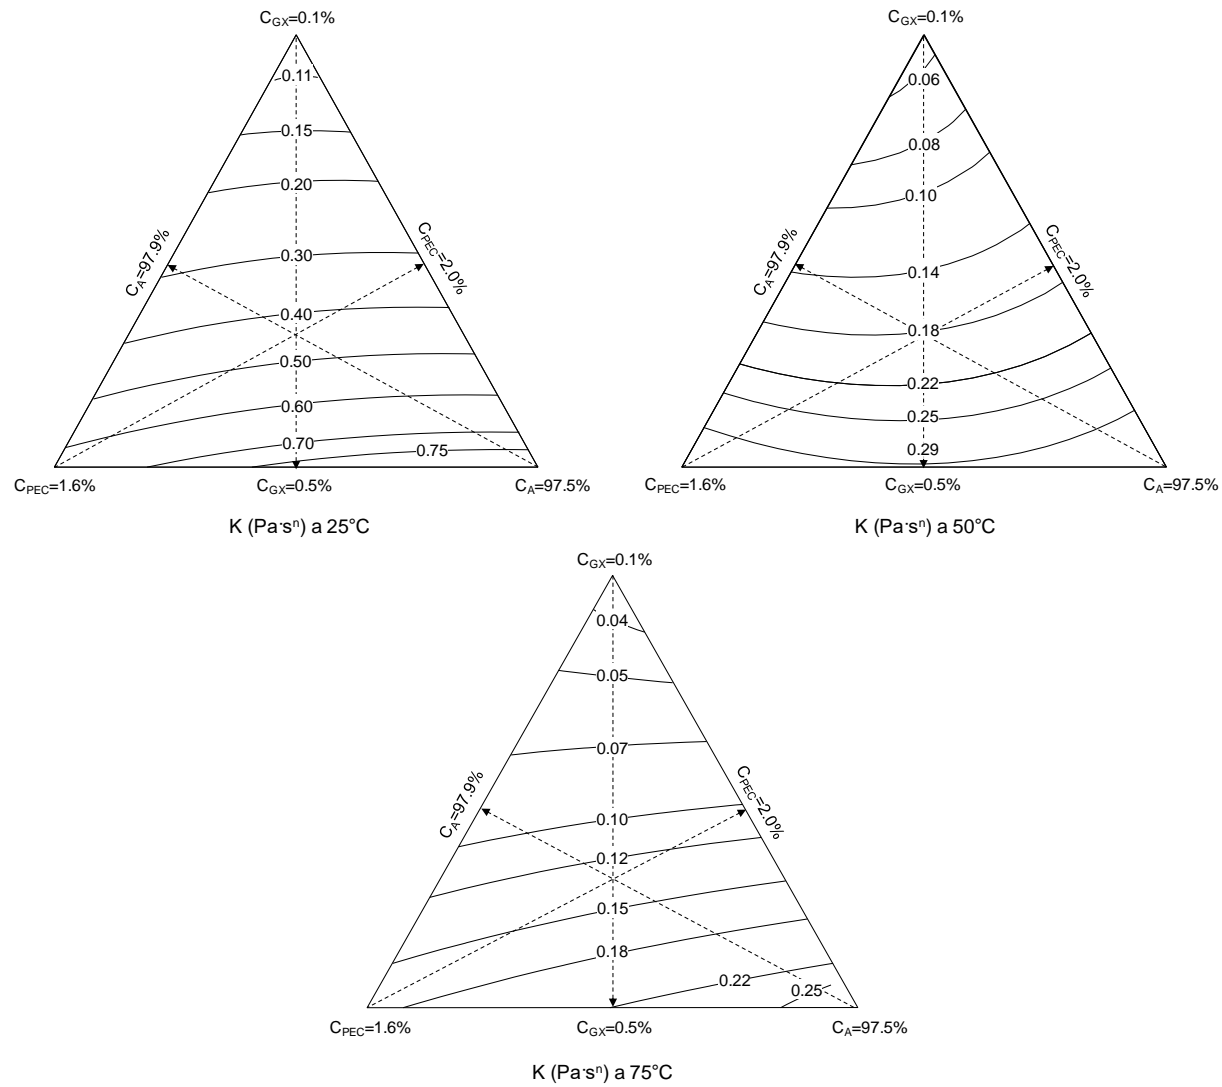 C_GX=0.1%
0.11
0.15
0.20
0.30
0.40
0.50
0.60
0.70
0.75
C_A=97.9%
C_PEC=2.0%
C_PEC=1.6%
C_GX=0.5%
C_A=97.5%
K (Pa·sⁿ) a 25°C
C_GX=0.1%
0.06
0.08
0.10
0.14
0.18
0.22
0.25
0.29
C_A=97.9%
C_PEC=2.0%
C_PEC=1.6%
C_GX=0.5%
C_A=97.5%
K (Pa·sⁿ) a 50°C
C_GX=0.1%
0.04
0.05
0.07
0.10
0.12
0.15
0.18
0.22
0.25
C_A=97.9%
C_PEC=2.0%
C_PEC=1.6%
C_GX=0.5%
C_A=97.5%
K (Pa·sⁿ) a 75°C